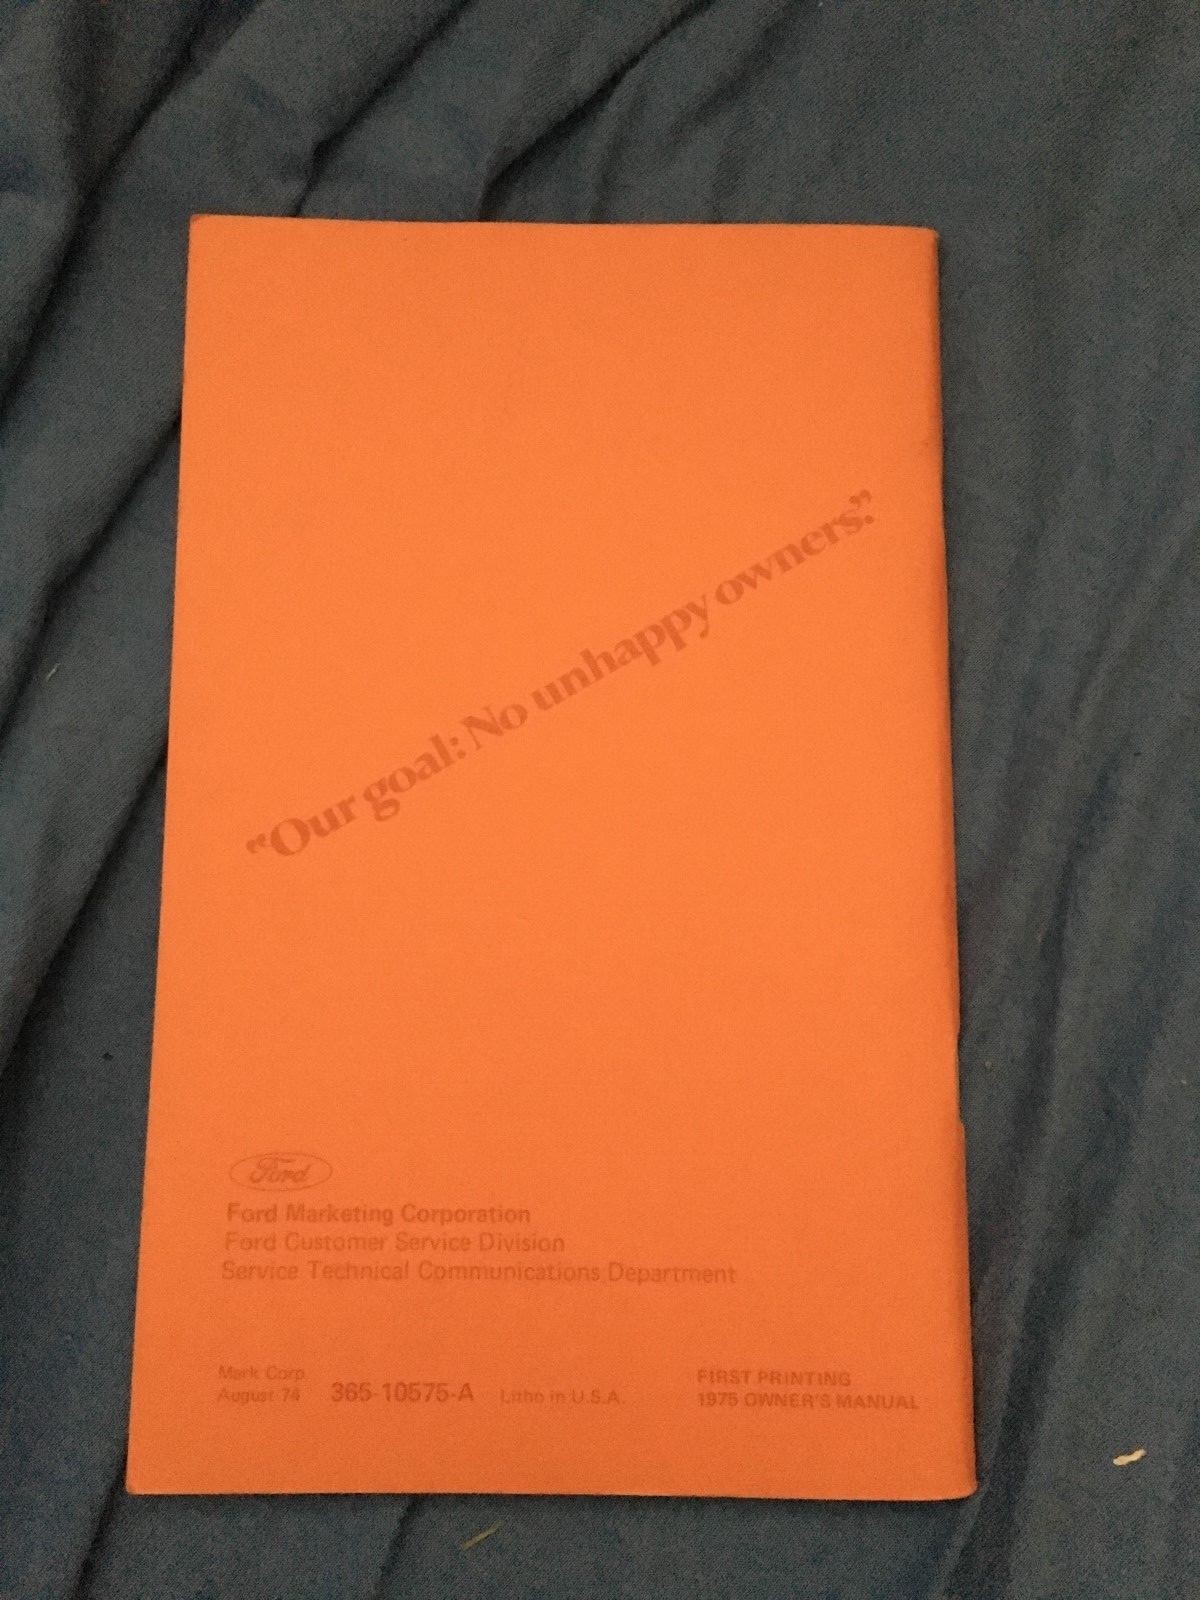 “Our goal: No unhappy owners.”
Ford
Ford Marketing Corporation
Ford Customer Service Division
Service Technical Communications Department
Mark Corp
August 74 365-10575-A Litho in U.S.A.
FIRST PRINTING
1975 OWNER'S MANUAL